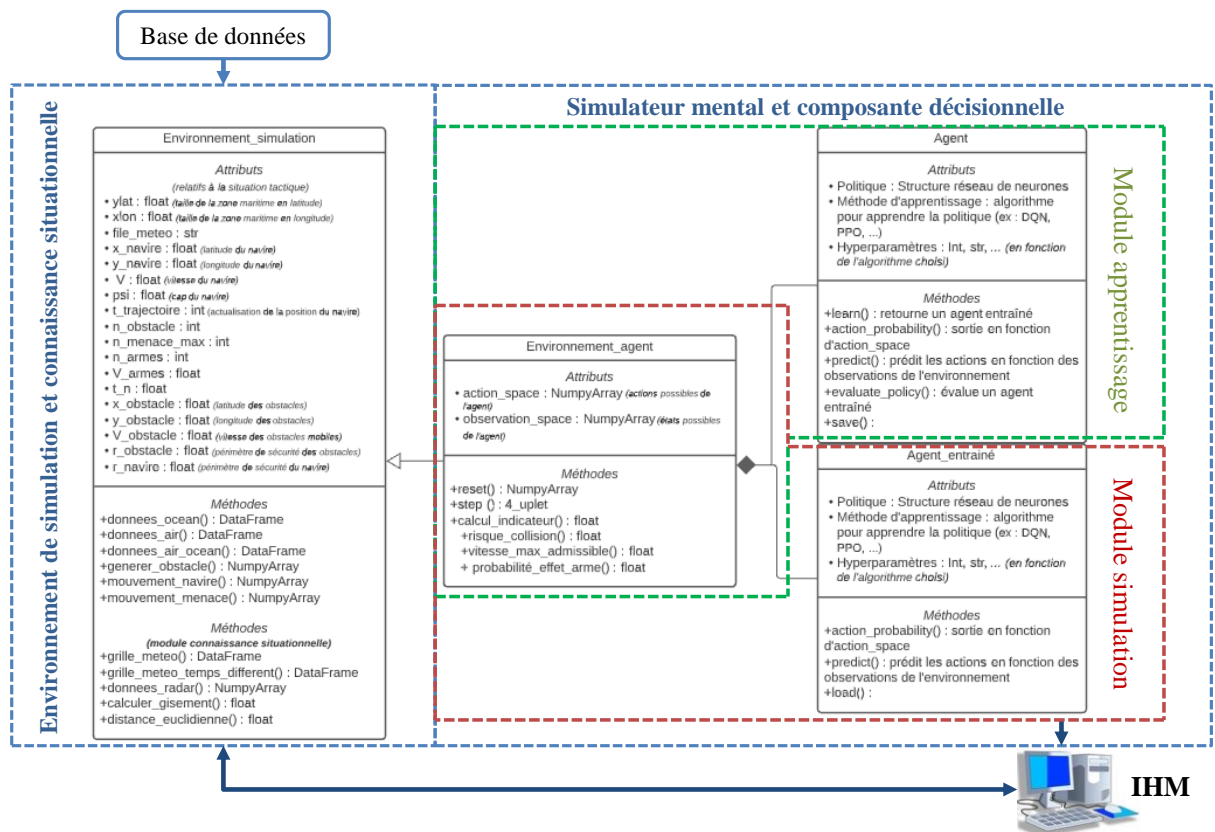 Base de données
Environnement de simulation et connaissance situationnelle
Environnement_simulation
Attributs
(relatifs à la situation tactique)
• ylat : float (taille de la zone maritime en latitude)
• xlon : float (taille de la zone maritime en longitude)
• file_meteo : str
• x_navire : float (latitude du navire)
• y_navire : float (longitude du navire)
• V : float (vitesse du navire)
• psi : float (cap du navire)
• t_trajectoire : int (actualisation de la position du navire)
• n_obstacle : int
• n_menace_max : int
• n_armes : int
• V_armes : float
• t_n : float
• x_obstacle : float (latitude des obstacles)
• y_obstacle : float (longitude des obstacles)
• V_obstacle : float (vitesse des obstacles mobiles)
• r_obstacle : float (périmètre de sécurité des obstacles)
• r_navire : float (périmètre de sécurité du navire)
Méthodes
+donnees_ocean() : DataFrame
+donnees_air() : DataFrame
+donnees_air_ocean() : DataFrame
+generer_obstacle() : NumpyArray
+mouvement_navire() : NumpyArray
+mouvement_menace() : NumpyArray
Méthodes
(module connaissance situationnelle)
+grille_meteo() : DataFrame
+grille_meteo_temps_different() : DataFrame
+donnees_radar() : NumpyArray
+calculer_gisement() : float
+distance_euclidienne() : float
Simulateur mental et composante décisionnelle
Environnement_agent
Attributs
• action_space : NumpyArray (actions possibles de
l'agent)
• observation_space : NumpyArray (états possibles
de l'agent)
Méthodes
+reset() : NumpyArray
+step () : 4_uplet
+calcul_indicateur() : float
+risque_collision() : float
+vitesse_max_admissible() : float
+ probabilité_effet_arme() : float
Agent
Attributs
• Politique : Structure réseau de neurones
• Méthode d'apprentissage : algorithme
pour apprendre la politique (ex : DQN,
PPO, ...)
• Hyperparamètres : Int, str, ... (en fonction
de l'algorithme choisi)
Méthodes
+learn() : retourne un agent entraîné
+action_probability() : sortie en fonction
d'action_space
+predict() : prédit les actions en fonction des
observations de l'environnement
+evaluate_policy() : évalue un agent
entraîné
+save() :
Module apprentissage
Agent_entrainé
Attributs
• Politique : Structure réseau de neurones
• Méthode d'apprentissage : algorithme
pour apprendre la politique (ex : DQN,
PPO, ...)
• Hyperparamètres : Int, str, ... (en fonction
de l'algorithme choisi)
Méthodes
+action_probability() : sortie en fonction
d'action_space
+predict() : prédit les actions en fonction des
observations de l'environnement
+load() :
Module simulation
IHM